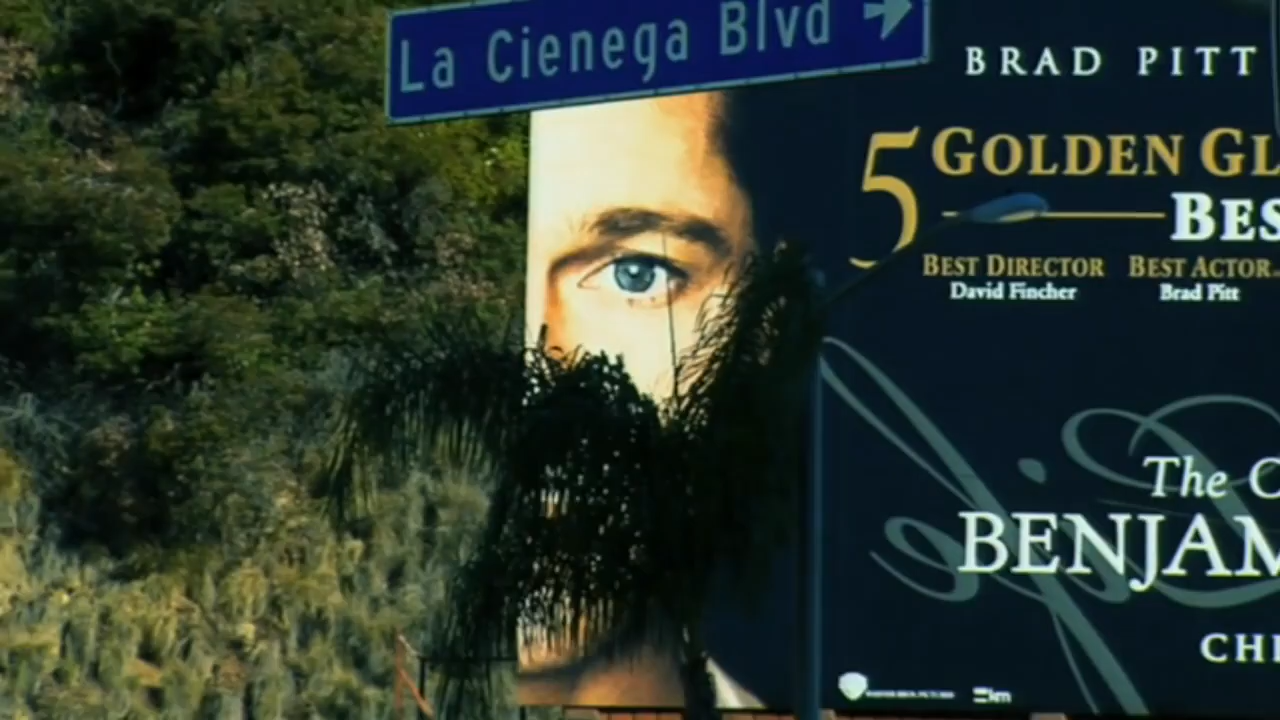 La Cienega Blvd
BRAD PITT
5 GOLDEN GL
BES
BEST DIRECTOR BEST ACTOR
David Fincher Brad Pitt
The C
BENJAM
CHI